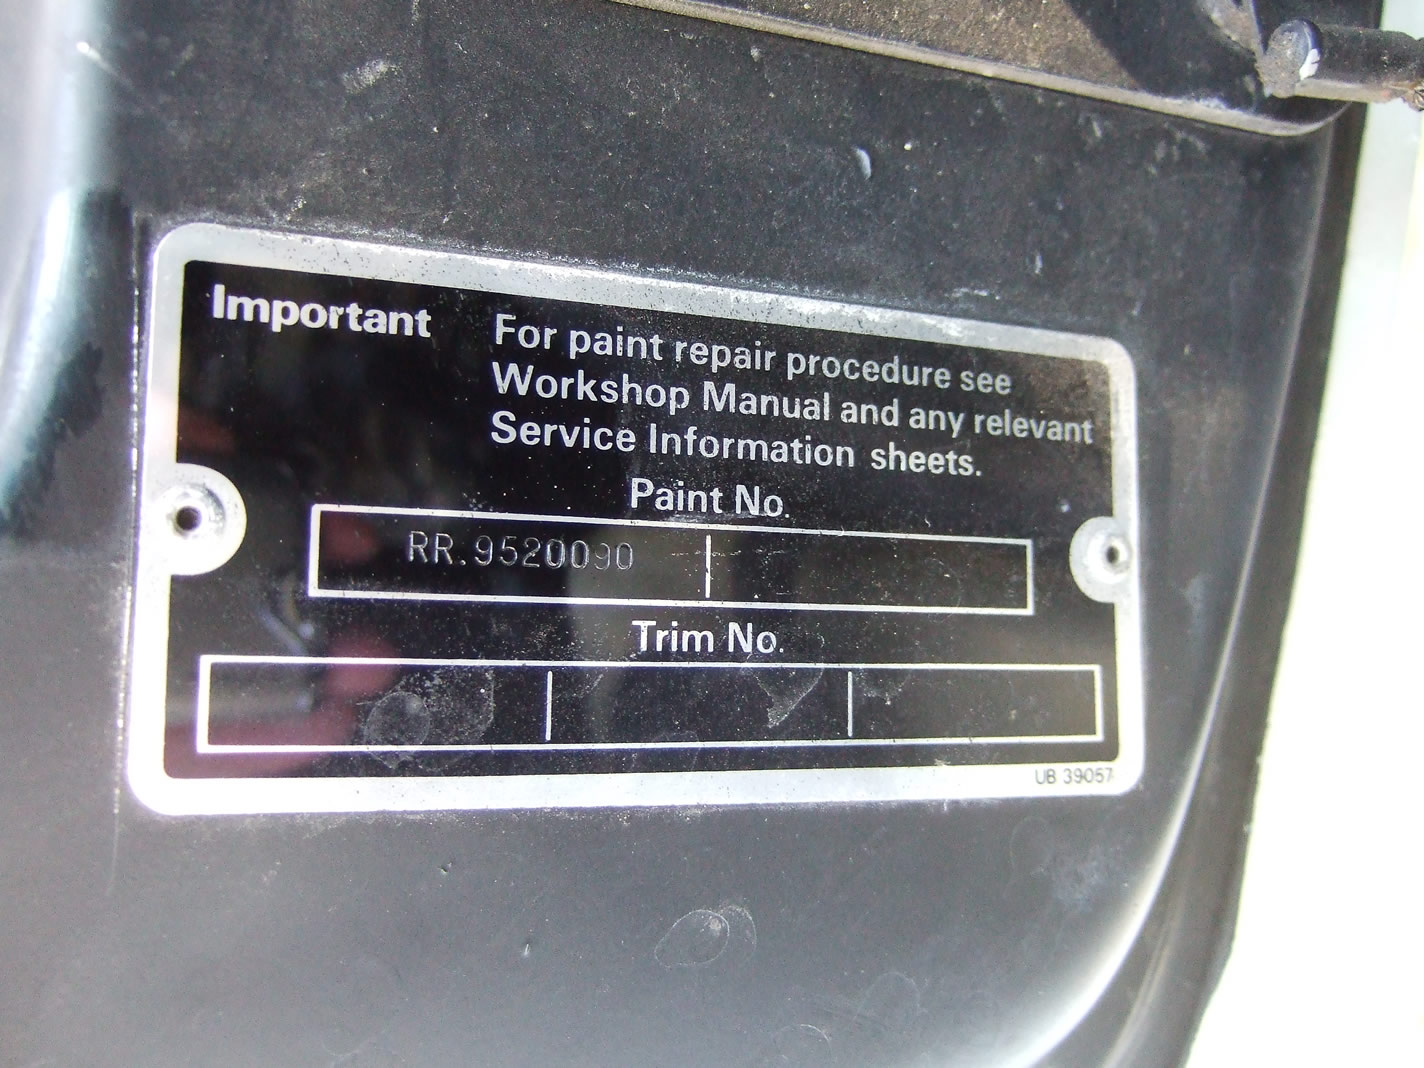 Important
For paint repair procedure see
Workshop Manual and any relevant
Service Information sheets.
Paint No.
RR.9520090
Trim No.
UB 39057